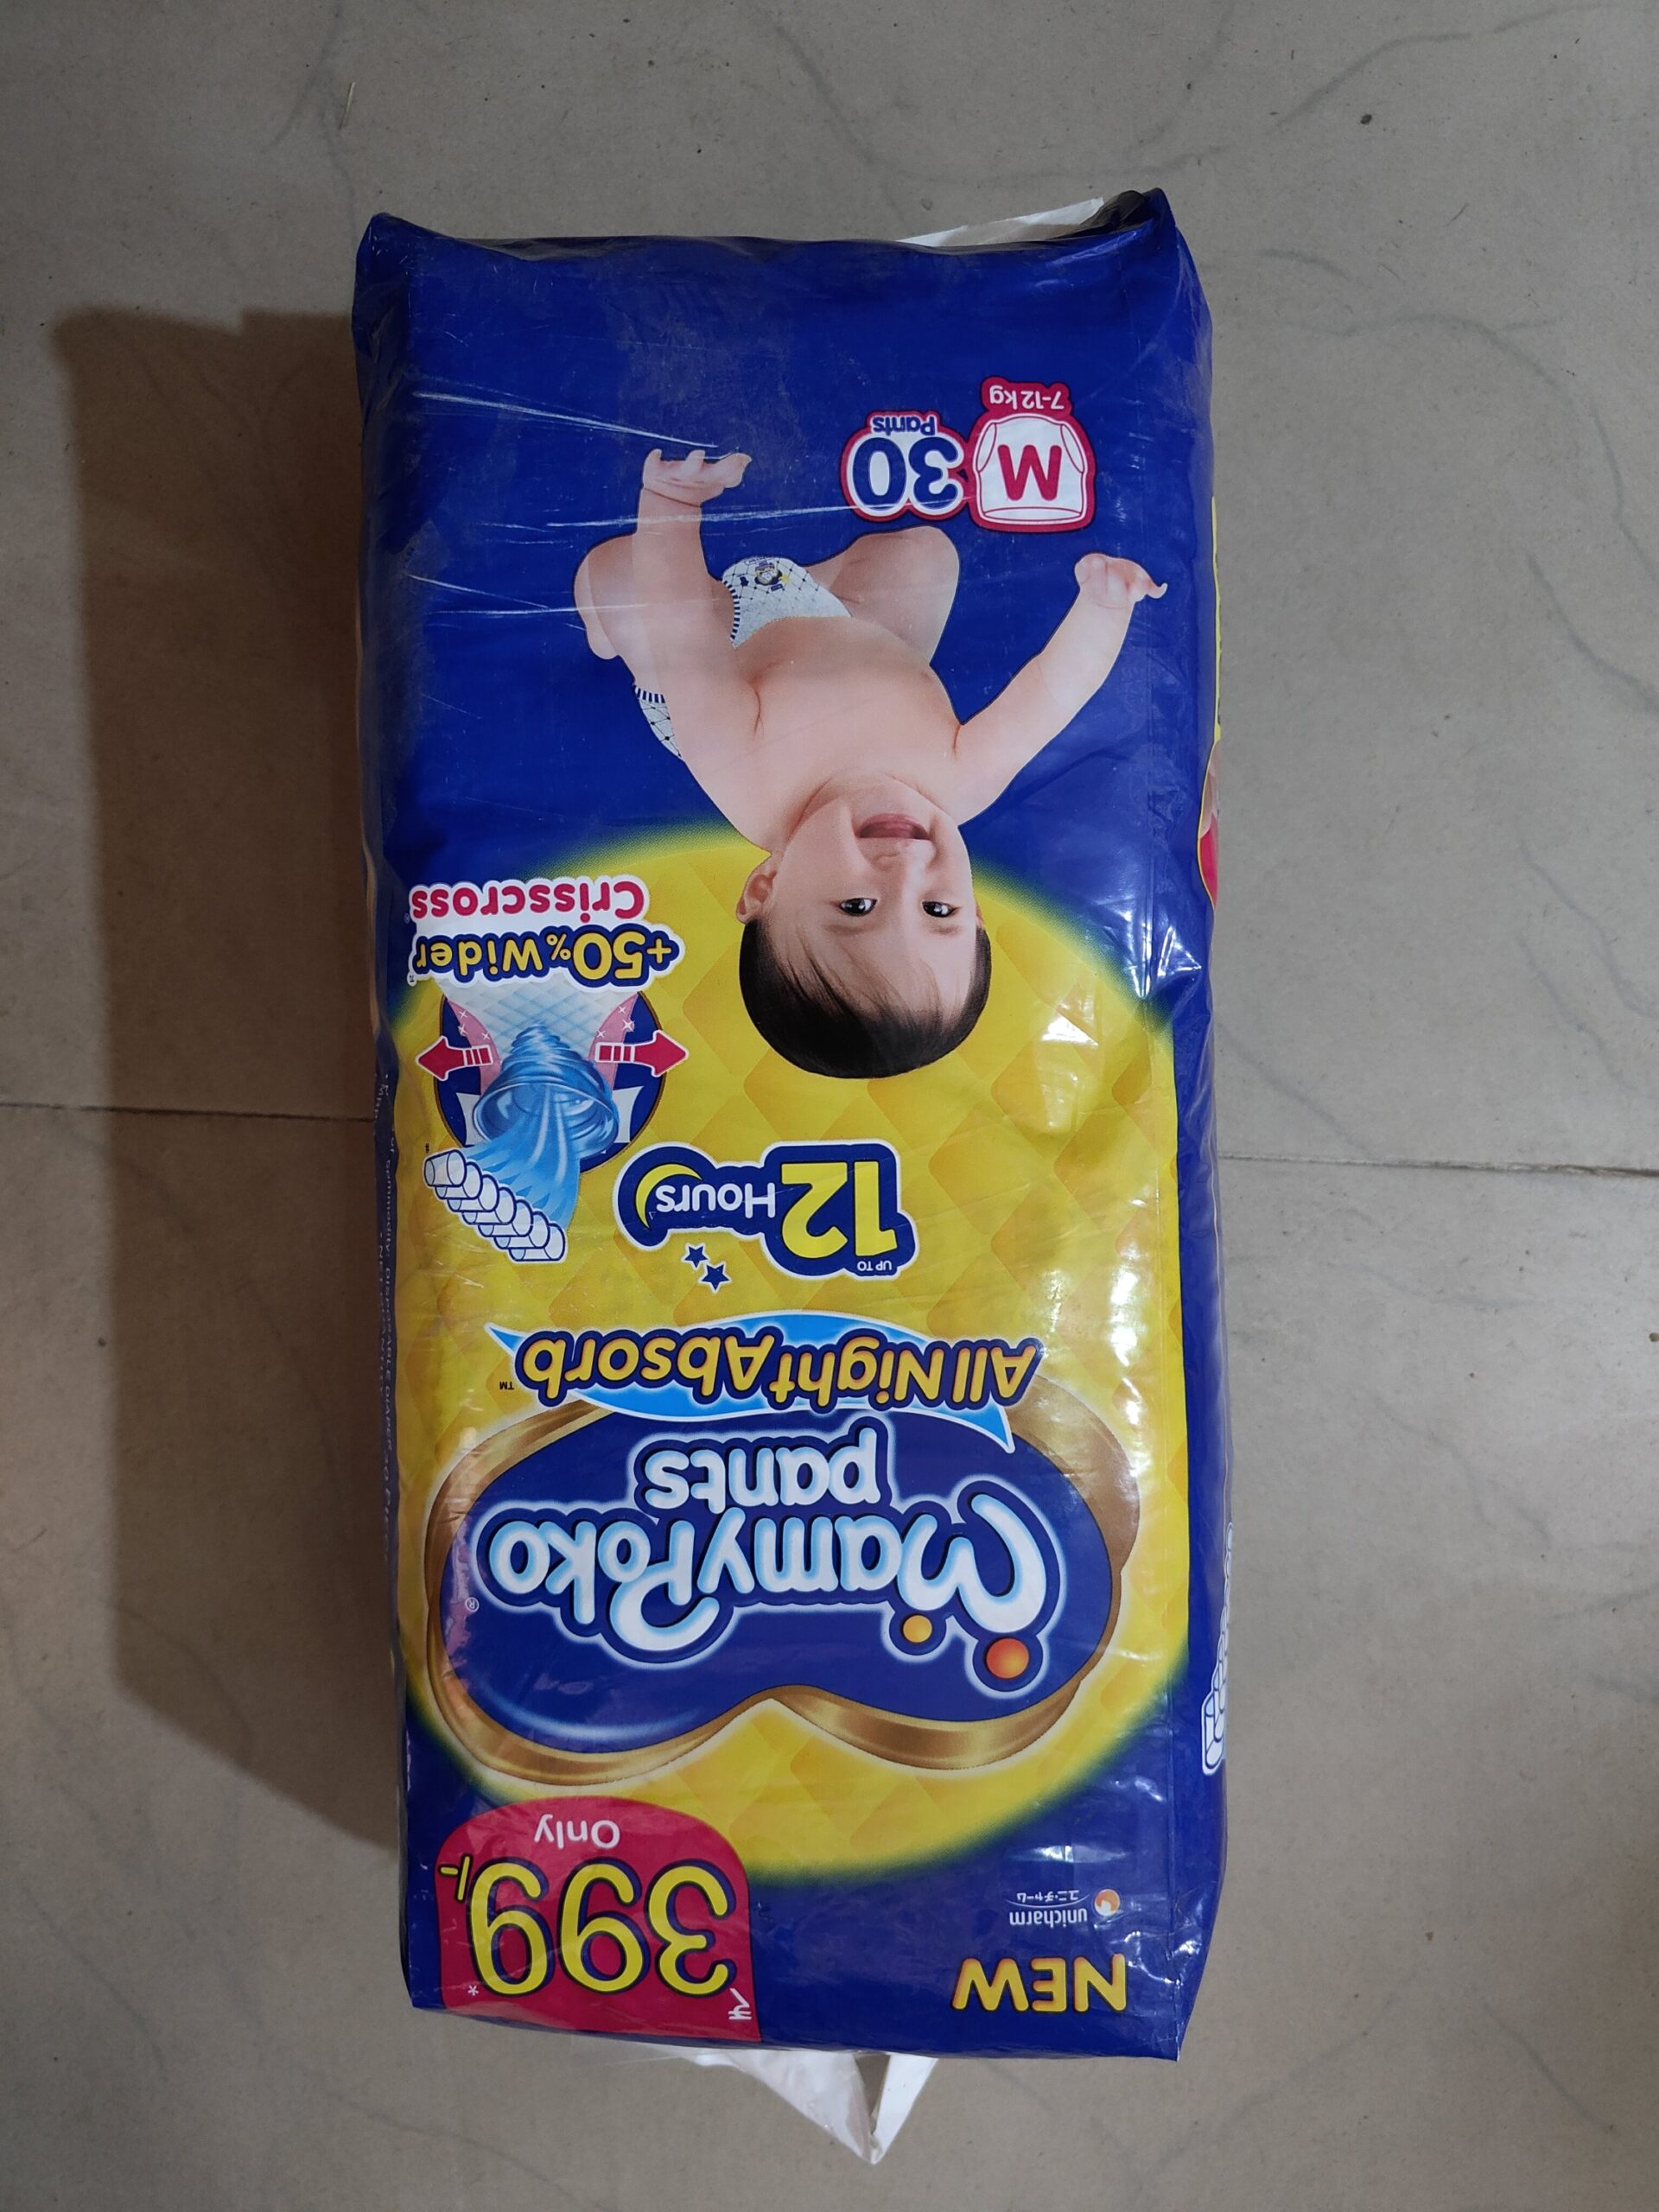 NEW
₹399/-*
Only
unicharm
ユニ・チャーム
MamyPoko®
pants
All Night Absorb™
UP TO
12 Hours
+50% Wider
Crisscross
M
7-12 kg
30
Pants